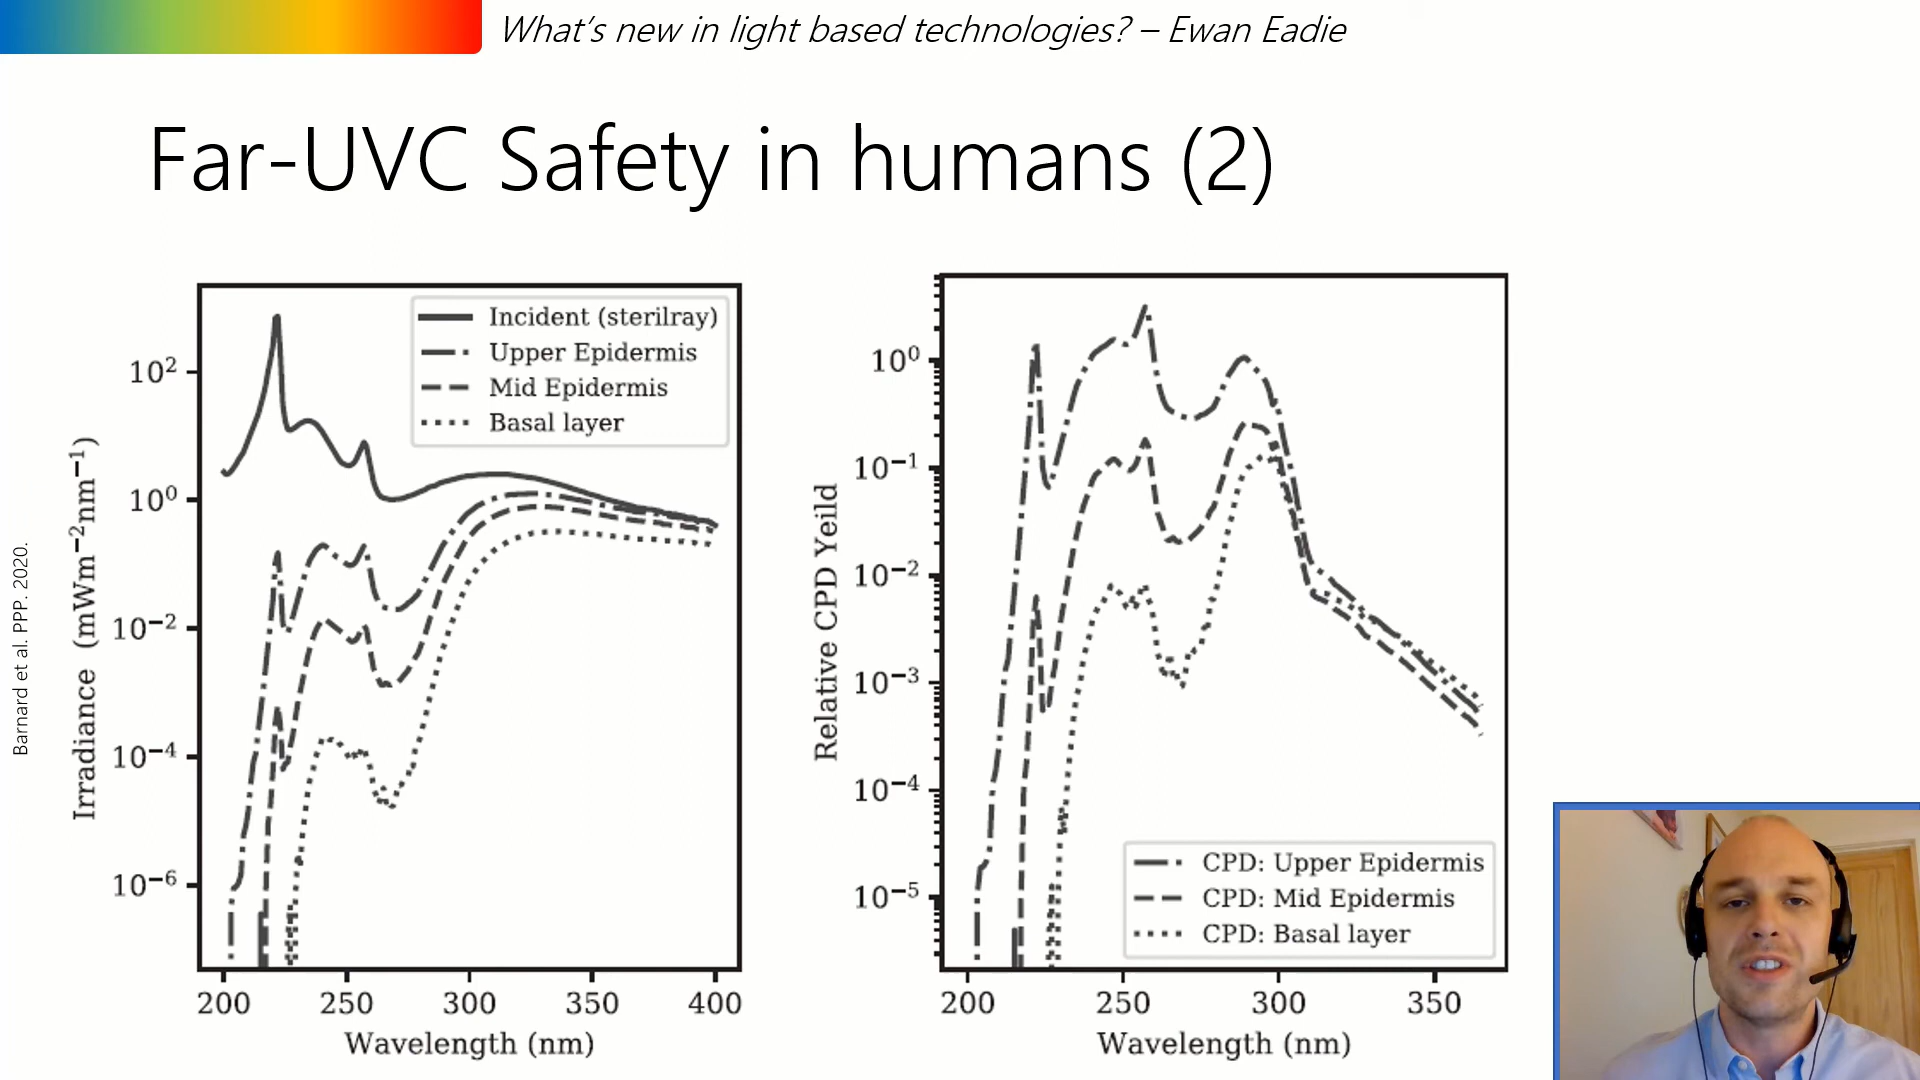 What's new in light based technologies? – Ewan Eadie
Far-UVC Safety in humans (2)
Barnard et al. PPP. 2020.
Irradiance (mWm⁻²nm⁻¹)
10²
10⁰
10⁻²
10⁻⁴
10⁻⁶
Incident (sterilray)
Upper Epidermis
Mid Epidermis
Basal layer
200 250 300 350 400
Wavelength (nm)
Relative CPD Yeild
10⁰
10⁻¹
10⁻²
10⁻³
10⁻⁴
10⁻⁵
CPD: Upper Epidermis
CPD: Mid Epidermis
CPD: Basal layer
200 250 300 350
Wavelength (nm)